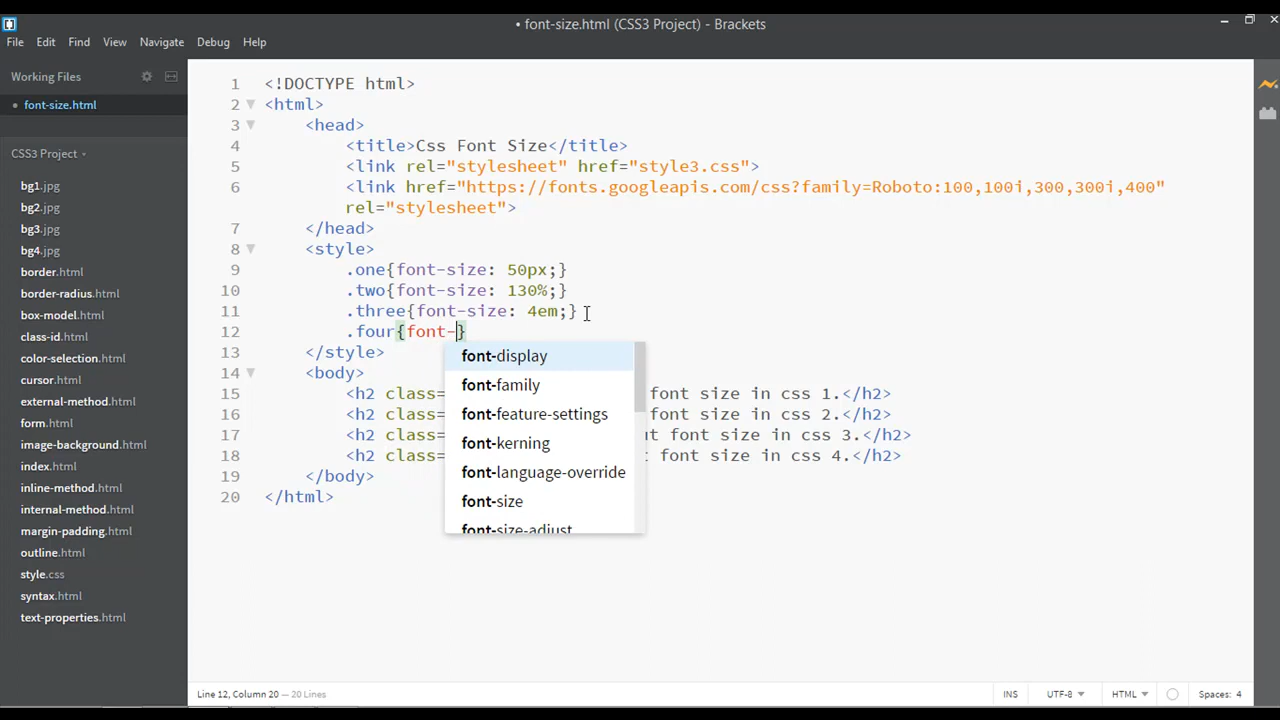 • font-size.html (CSS3 Project) - Brackets
File Edit Find View Navigate Debug Help
Working Files
• font-size.html
CSS3 Project
bg1.jpg
bg2.jpg
bg3.jpg
bg4.jpg
border.html
border-radius.html
box-model.html
class-id.html
color-selection.html
cursor.html
external-method.html
form.html
image-background.html
index.html
inline-method.html
internal-method.html
margin-padding.html
outline.html
style.css
syntax.html
text-properties.html
1 <!DOCTYPE html>
2 <html>
3 <head>
4 <title>Css Font Size</title>
5 <link rel="stylesheet" href="style3.css">
6 <link href="https://fonts.googleapis.com/css?family=Roboto:100,100i,300,300i,400"
rel="stylesheet">
7 </head>
8 <style>
9 .one{font-size: 50px;}
10 .two{font-size: 130%;}
11 .three{font-size: 4em;}
12 .four{font-}
13 </style>
14 <body>
15 <h2 class= font size in css 1.</h2>
16 <h2 class= font size in css 2.</h2>
17 <h2 class= ut font size in css 3.</h2>
18 <h2 class= t font size in css 4.</h2>
19 </body>
20 </html>
font-display
font-family
font-feature-settings
font-kerning
font-language-override
font-size
font-size-adjust
Line 12, Column 20 — 20 Lines
INS UTF-8 HTML Spaces: 4